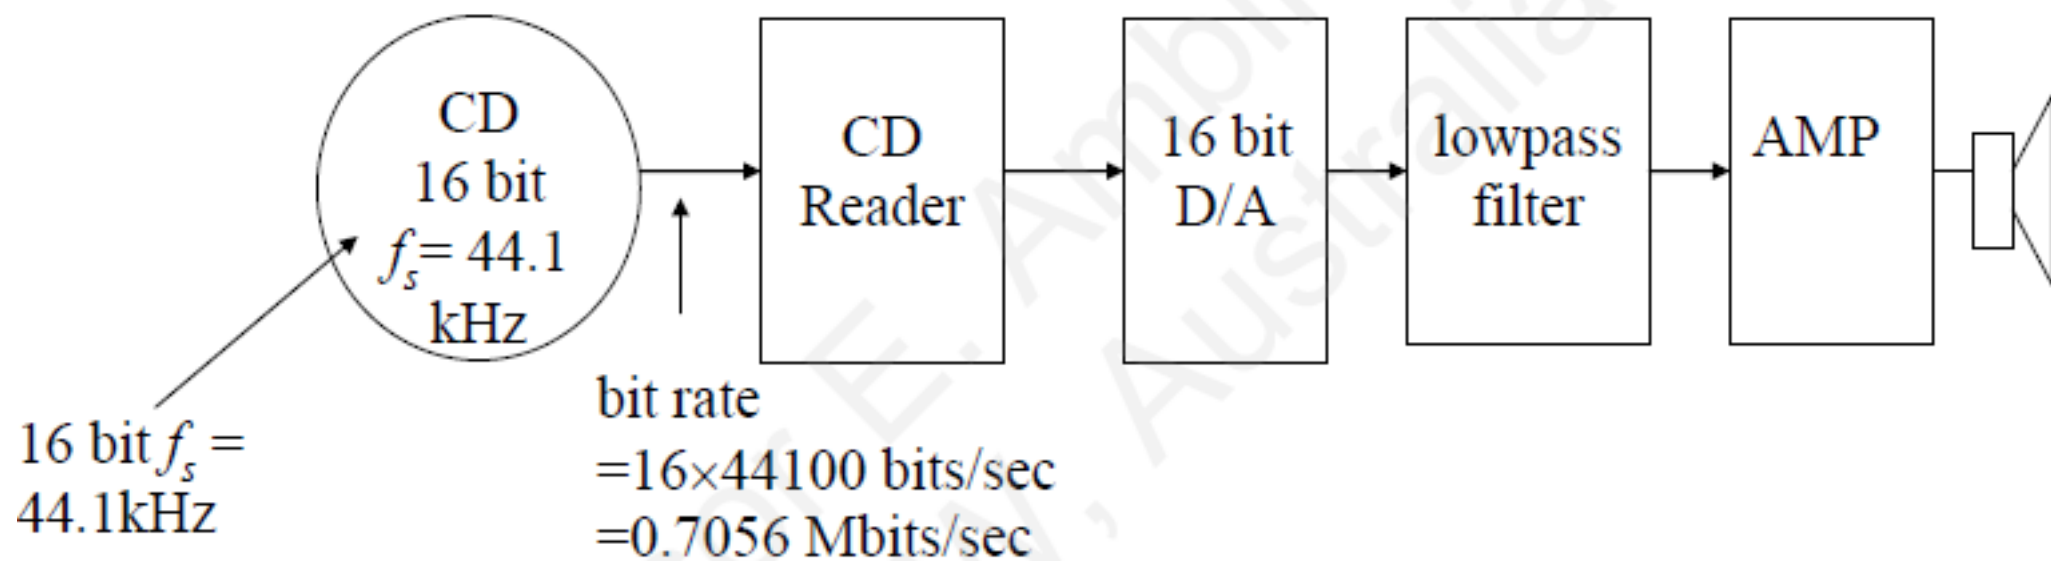 CD
16 bit
fs= 44.1
kHz
CD
Reader
16 bit
D/A
lowpass
filter
AMP
16 bit fs =
44.1kHz
bit rate
=16×44100 bits/sec
=0.7056 Mbits/sec